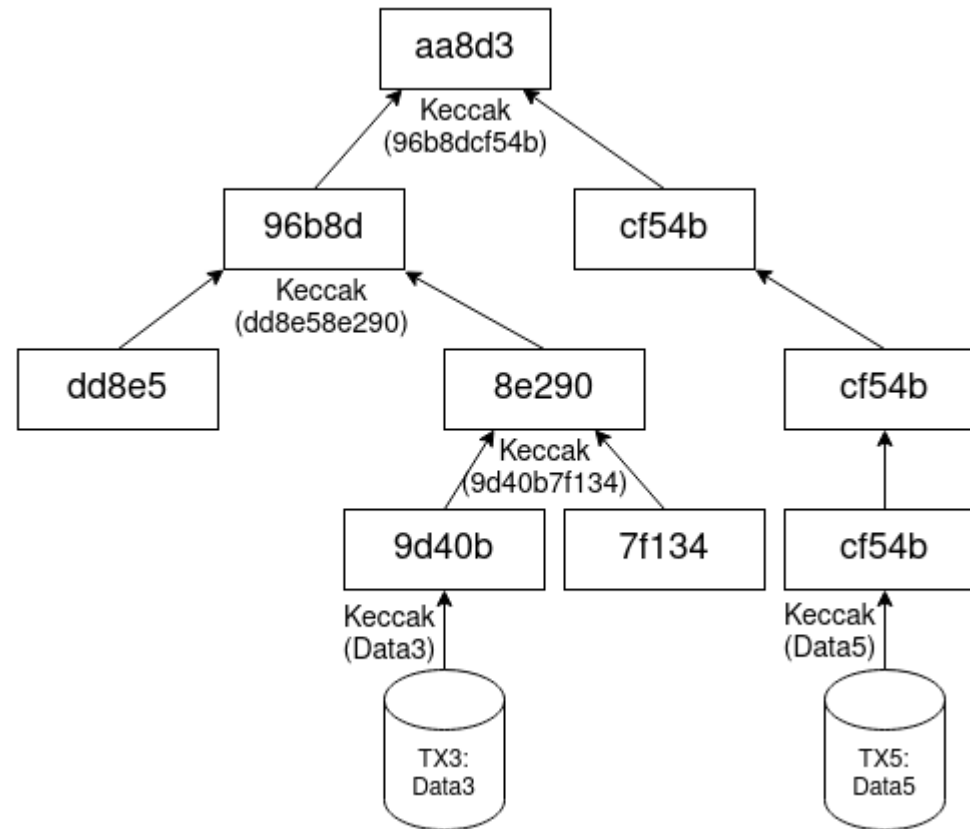 aa8d3
Keccak
(96b8dcf54b)
96b8d
cf54b
Keccak
(dd8e58e290)
dd8e5
8e290
cf54b
Keccak
(9d40b7f134)
9d40b
7f134
cf54b
Keccak
(Data3)
Keccak
(Data5)
TX3:
Data3
TX5:
Data5